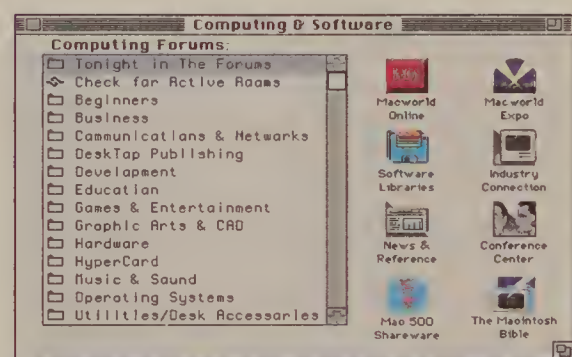 Computing & Software
Computing Forums:
Tonight in The Forums
Check for Active Rooms
Beginners
Business
Communications & Networks
DeskTop Publishing
Development
Education
Games & Entertainment
Graphic Arts & CAD
Hardware
HyperCard
Music & Sound
Operating Systems
Utilities/Desk Accessories
Macworld
Online
Macworld
Expo
Software
Libraries
Industry
Connection
News &
Reference
Conference
Center
Mac 500
Shareware
The Macintosh
Bible